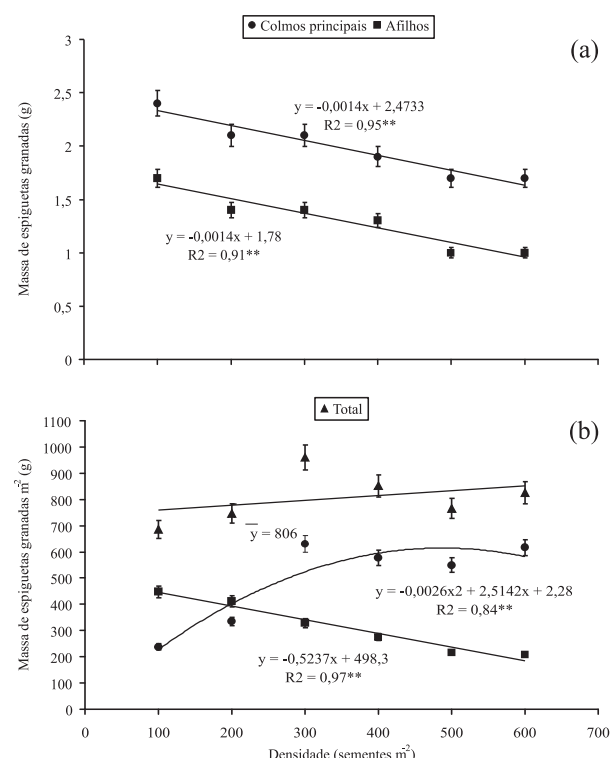 Colmos principais Afilhos
(a)
Massa de espiguetas granadas (g)
3
2,5
2
1,5
1
0,5
0
y = -0,0014x + 2,4733
R2 = 0,95**
y = -0,0014x + 1,78
R2 = 0,91**
Total
(b)
Massa de espiguetas granadas m-2 (g)
1100
1000
900
800
700
600
500
400
300
200
100
0
y = 806
y = -0,0026x2 + 2,5142x + 2,28
R2 = 0,84**
y = -0,5237x + 498,3
R2 = 0,97**
0 100 200 300 400 500 600 700
Densidade (sementes m-2)